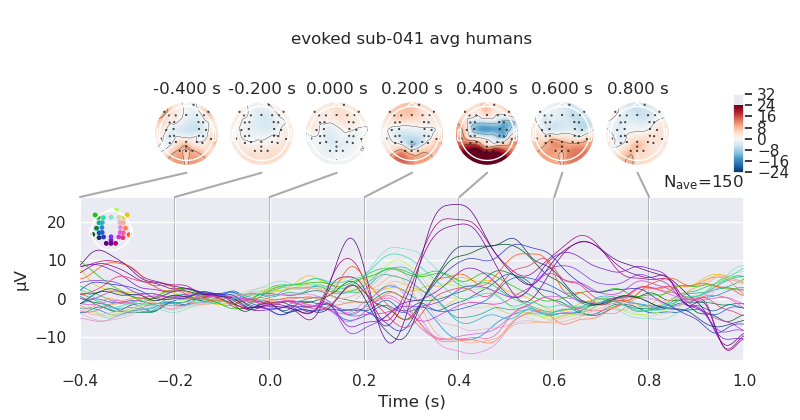 evoked sub-041 avg humans
-0.400 s -0.200 s 0.000 s 0.200 s 0.400 s 0.600 s 0.800 s
32
24
16
8
0
−8
−16
−24
Nave=150
20
10
0
−10
µV
−0.4 −0.2 0.0 0.2 0.4 0.6 0.8 1.0
Time (s)